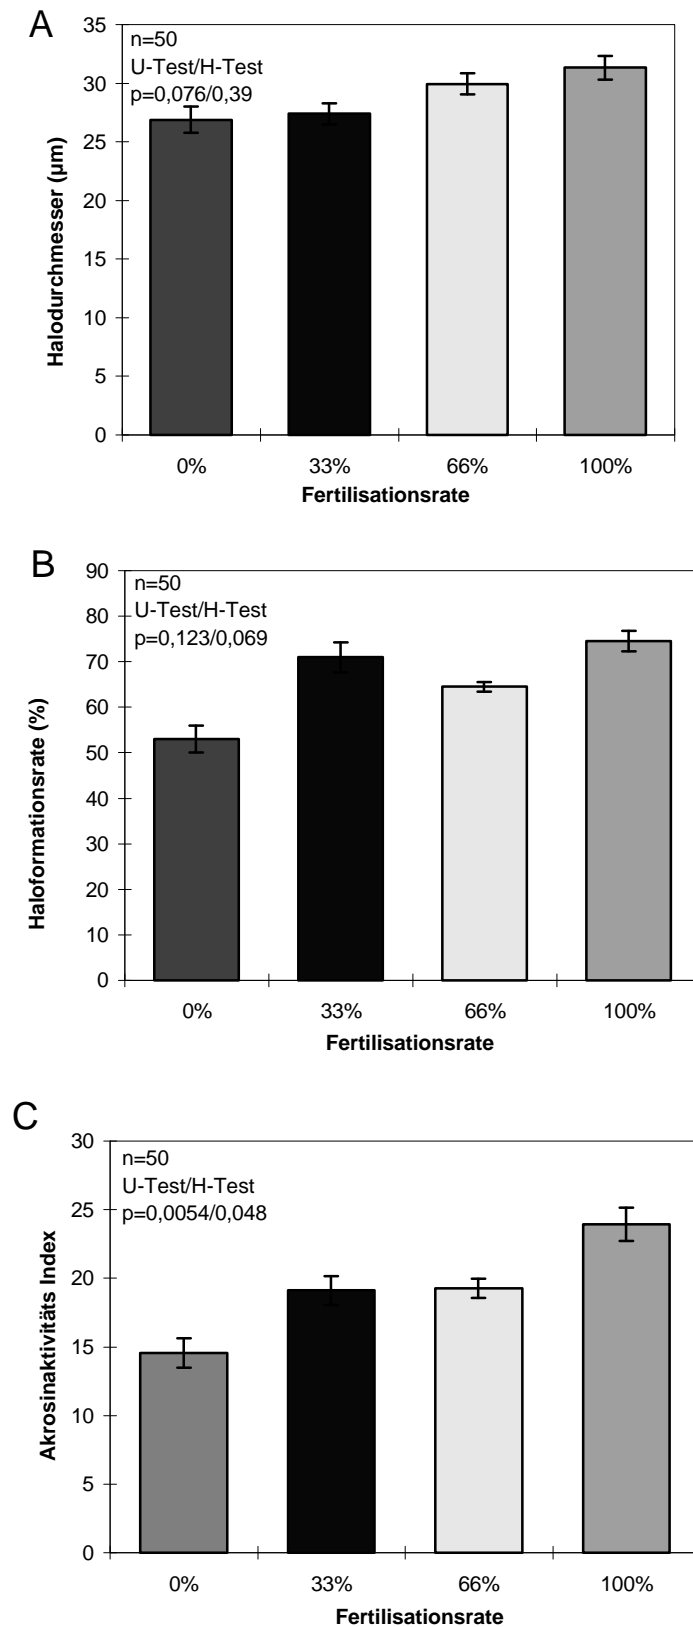 A
35
30
25
20
15
10
5
0
n=50
U-Test/H-Test
p=0,076/0,39
Halodurchmesser (µm)
0% 33% 66% 100%
Fertilisationsrate
B
90
80
70
60
50
40
30
20
10
0
n=50
U-Test/H-Test
p=0,123/0,069
Haloformationsrate (%)
0% 33% 66% 100%
Fertilisationsrate
C
30
25
20
15
10
5
0
n=50
U-Test/H-Test
p=0,0054/0,048
Akrosinaktivitäts Index
0% 33% 66% 100%
Fertilisationsrate